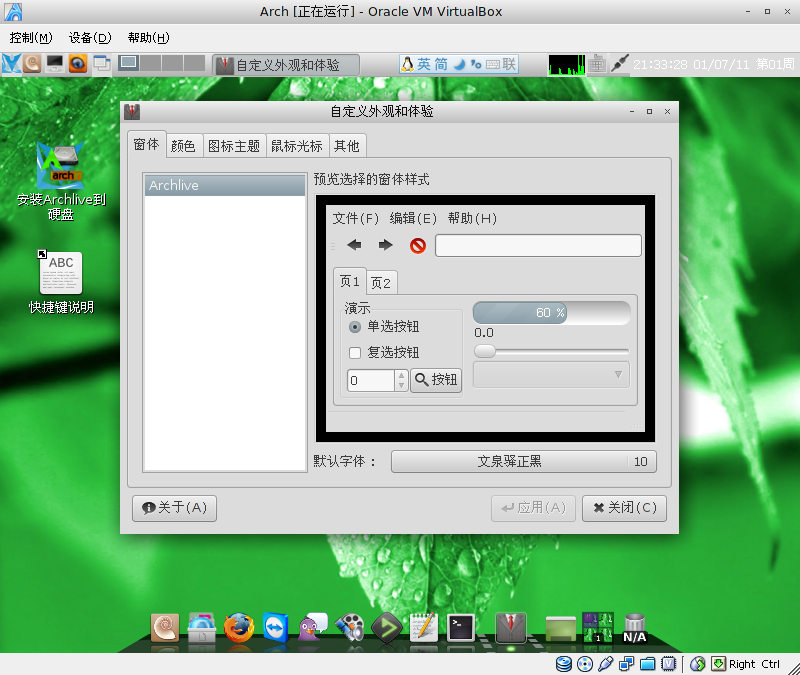 Arch [正在运行] - Oracle VM VirtualBox
控制(M) 设备(D) 帮助(H)
自定义外观和体验
英 简
联
21:33:28 01/07/11 第01周
自定义外观和体验
窗体 颜色 图标主题 鼠标光标 其他
Archlive
预览选择的窗体样式
文件(F) 编辑(E) 帮助(H)
页1 页2
演示
单选按钮
复选按钮
0
按钮
60 %
0.0
默认字体：
文泉驿正黑 10
关于(A)
应用(A)
关闭(C)
arch
安装Archlive到
硬盘
ABC
快捷键说明
1
N/A
Right Ctrl